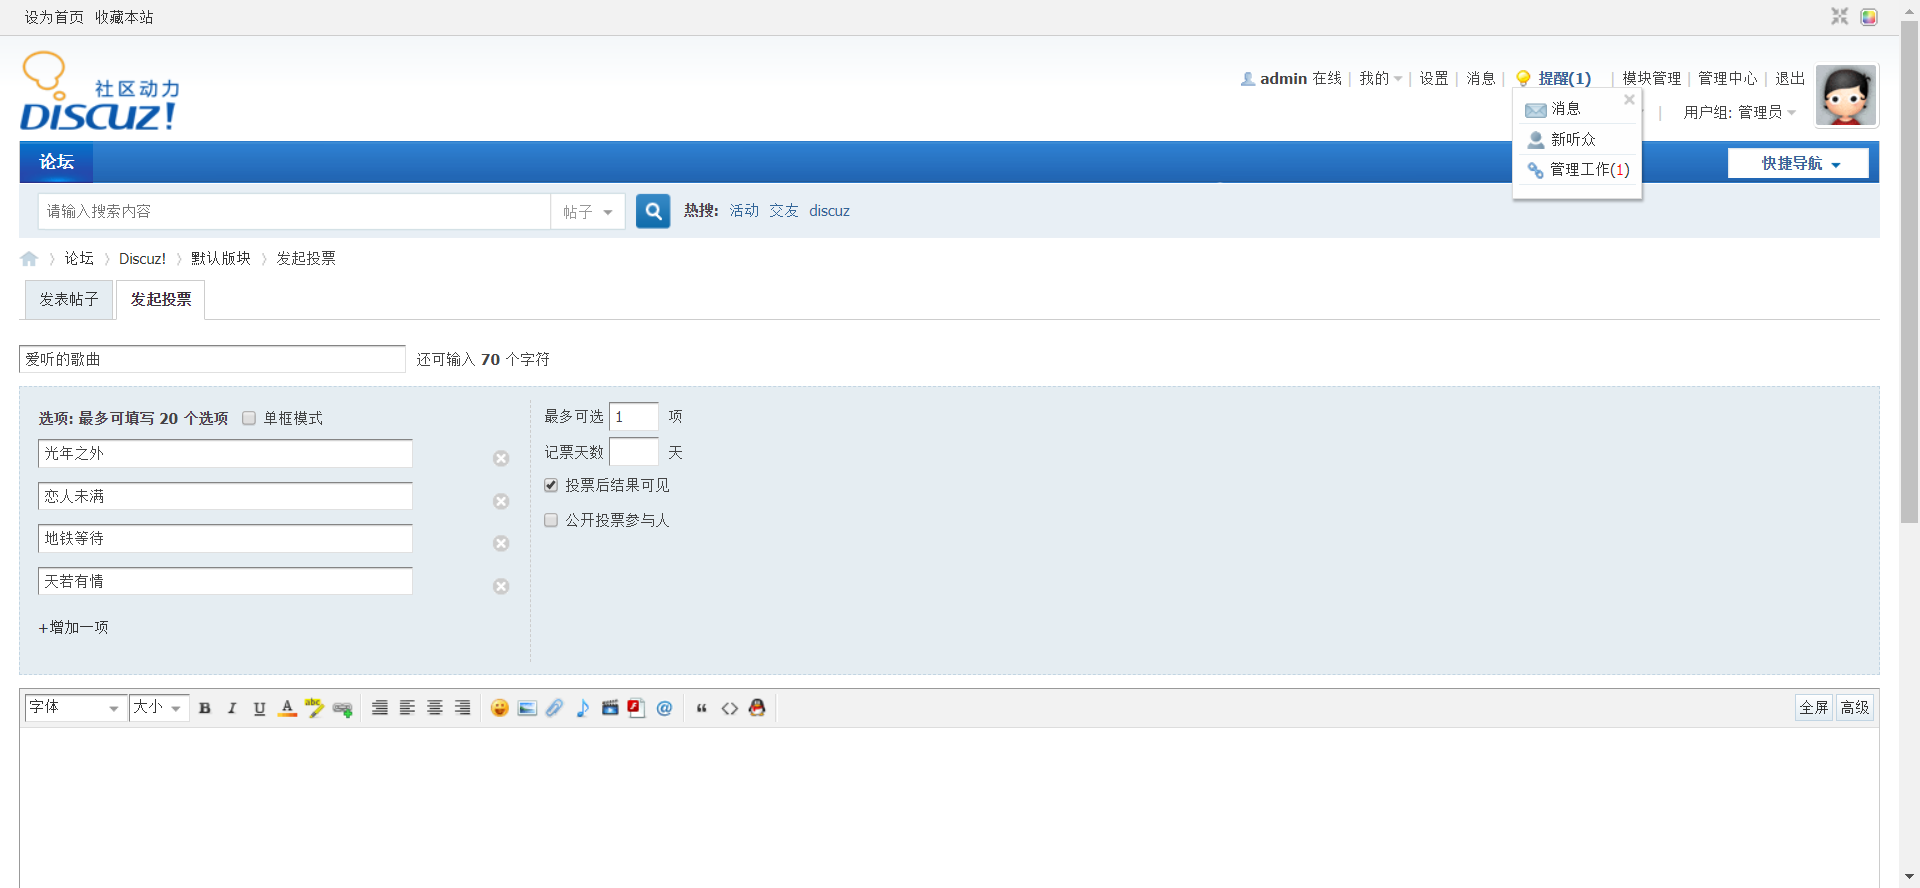 设为首页 收藏本站
社区动力
DISCUZ!
admin 在线 | 我的 | 设置 | 消息 | 提醒(1) | 模块管理 | 管理中心 | 退出
| 用户组: 管理员
消息
新听众
管理工作(1)
论坛
快捷导航
请输入搜索内容 帖子 热搜: 活动 交友 discuz
论坛 Discuz! 默认版块 发起投票
发表帖子 发起投票
爱听的歌曲 还可输入 70 个字符
选项: 最多可填写 20 个选项 单框模式
光年之外
恋人未满
地铁等待
天若有情
+增加一项
最多可选 1 项
记票天数 天
投票后结果可见
公开投票参与人
字体 大小 B I U A abc 全屏 高级